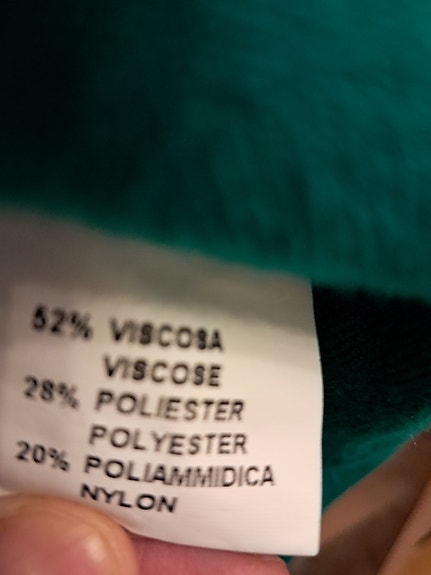 52% VISCOSA
VISCOSE
28% POLIESTER
POLYESTER
20% POLIAMMIDICA
NYLON